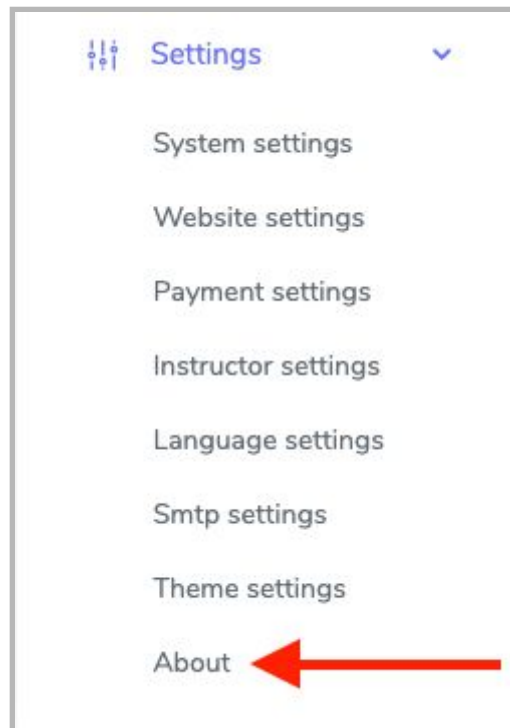 Settings
System settings
Website settings
Payment settings
Instructor settings
Language settings
Smtp settings
Theme settings
About